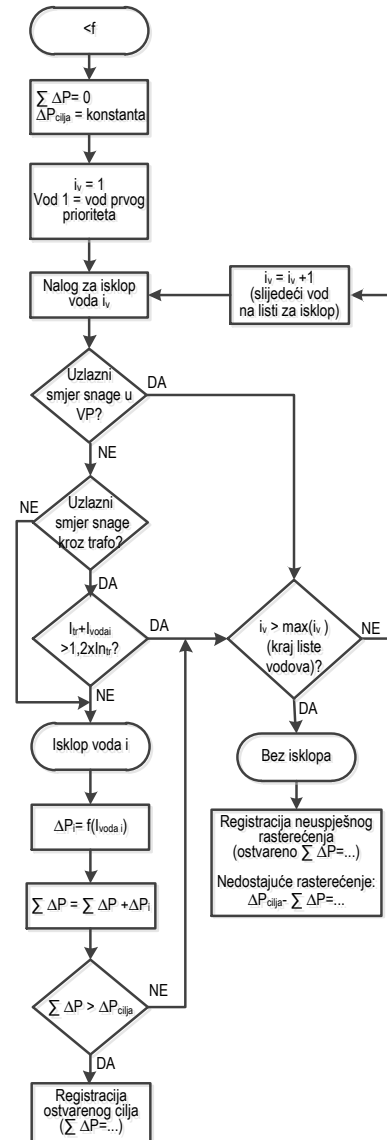 <f
∑ ΔP= 0
ΔPcilja = konstanta
iv = 1
Vod 1 = vod prvog
prioriteta
Nalog za isklop
voda iv
iv = iv +1
(slijedeći vod
na listi za isklop)
Uzlazni
smjer snage u
VP?
DA
NE
NE
Uzlazni
smjer snage
kroz trafo?
DA
Itr+Ivodai
>1,2xIntr?
DA
NE
iv > max(iv )
(kraj liste
vodova)?
NE
DA
Isklop voda i
Bez isklopa
ΔPi= f(Ivoda i)
Registracija neuspješnog
rasterećenja
(ostvareno ∑ ΔP=...)
Nedostajuće rasterećenje:
ΔPcilja- ∑ ΔP=...
∑ ΔP = ∑ ΔP +ΔPi
∑ ΔP > ΔPcilja
NE
DA
Registracija
ostvarenog cilja
(∑ ΔP=...)